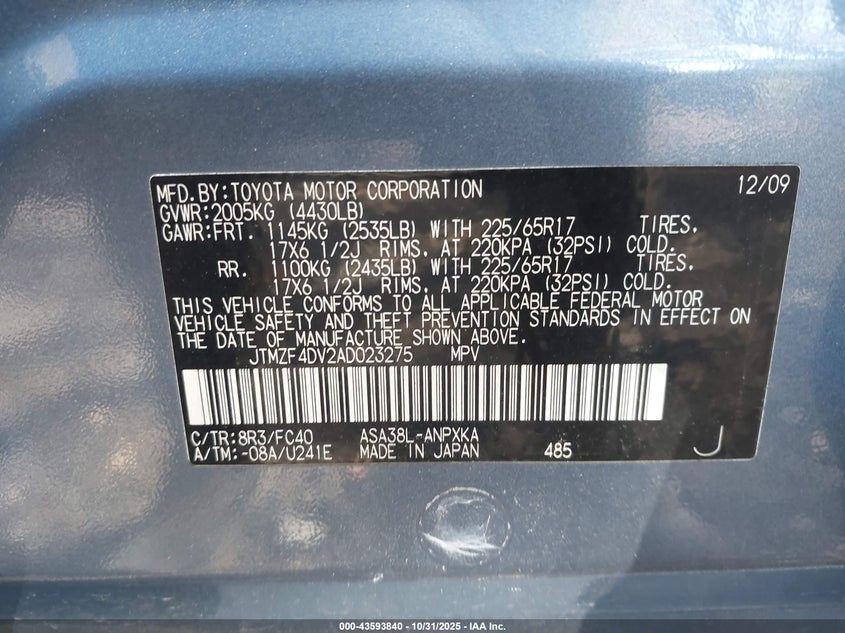 MFD.BY:TOYOTA MOTOR CORPORATION 12/09
GVWR:2005KG (4430LB)
GAWR:FRT. 1145KG (2535LB) WITH 225/65R17 TIRES,
17X6 1/2J RIMS, AT 220KPA (32PSI) COLD.
RR. 1100KG (2435LB) WITH 225/65R17 TIRES,
17X6 1/2J RIMS, AT 220KPA (32PSI) COLD.
THIS VEHICLE CONFORMS TO ALL APPLICABLE FEDERAL MOTOR
VEHICLE SAFETY AND THEFT PREVENTION STANDARDS IN EFFECT ON
THE DATE OF MANUFACTURE SHOWN ABOVE.
JTMZF4DV2AD023275 MPV
C/TR:8R3/FC40 ASA38L-ANPXKA
A/TM:-08A/U241E MADE IN JAPAN 485 J
000-43593840 - 10/31/2025 - IAA Inc.